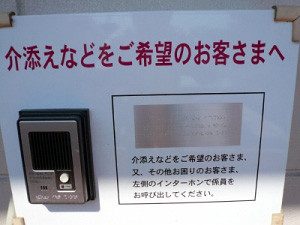 介添えなどをご希望のお客さまへ
介添えなどをご希望のお客さま、
又、その他お困りのお客さま、
左側のインターホンで係員を
お呼び出してください。